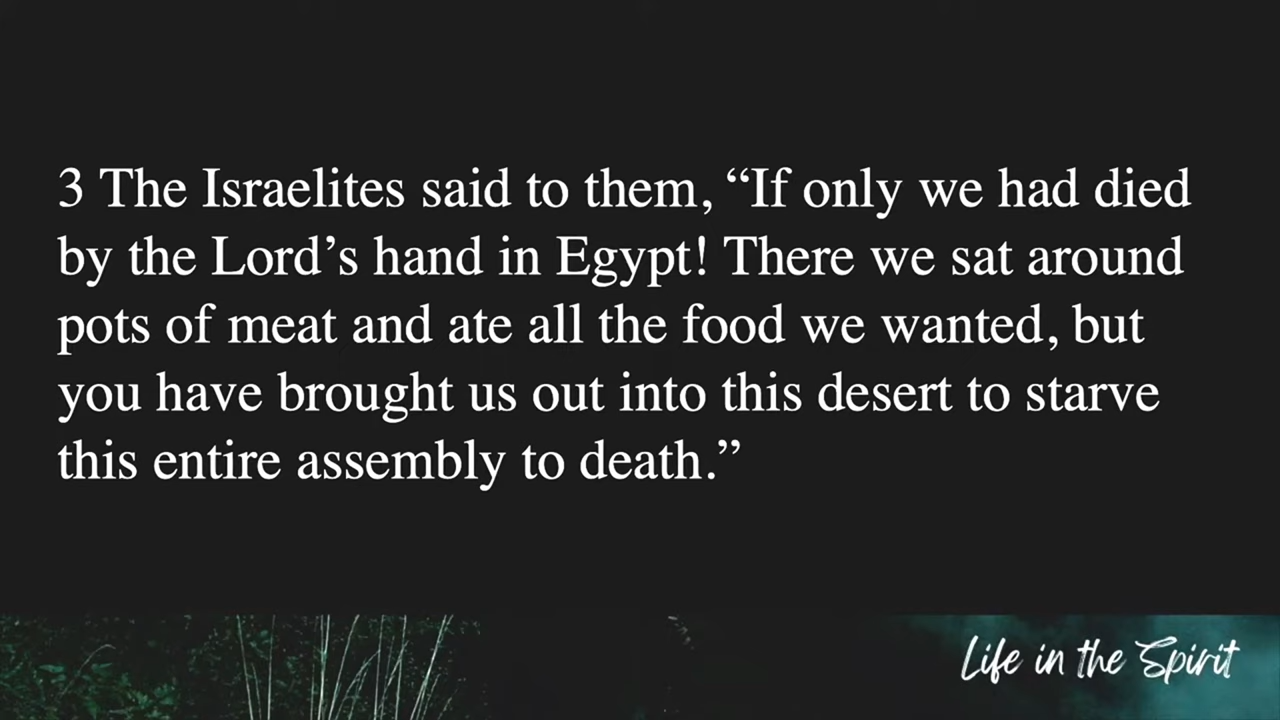 3 The Israelites said to them, “If only we had died
by the Lord’s hand in Egypt! There we sat around
pots of meat and ate all the food we wanted, but
you have brought us out into this desert to starve
this entire assembly to death.”
Life in the Spirit